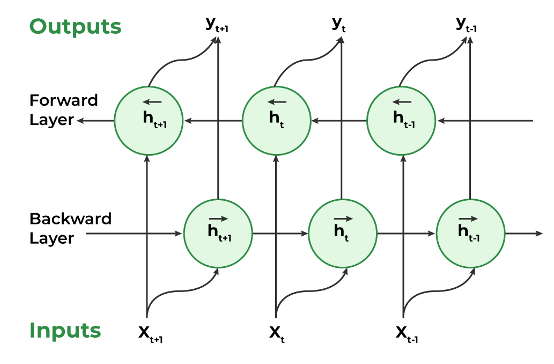 Outputs
y t+1 y t y t-1
Forward
Layer
←h t+1 ←h t ←h t-1
Backward
Layer
→h t+1 →h t →h t-1
Inputs
X t+1 X t X t-1